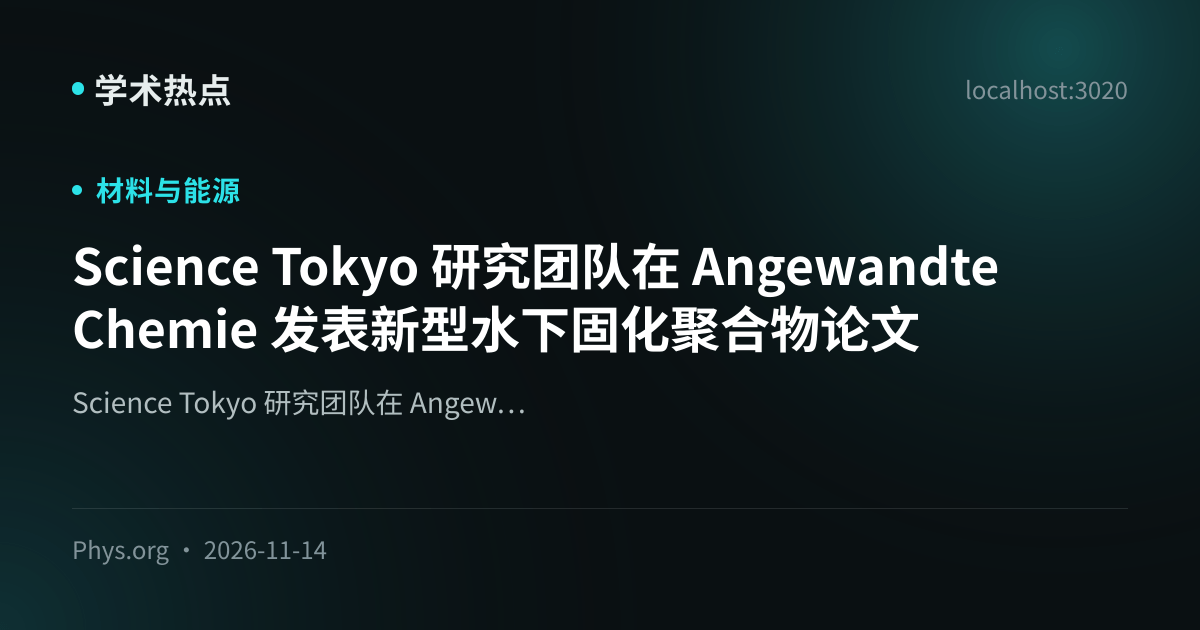 学术热点
localhost:3020
材料与能源
Science Tokyo 研究团队在 Angewandte
Chemie 发表新型水下固化聚合物论文
Science Tokyo 研究团队在 Angew…
Phys.org · 2026-11-14